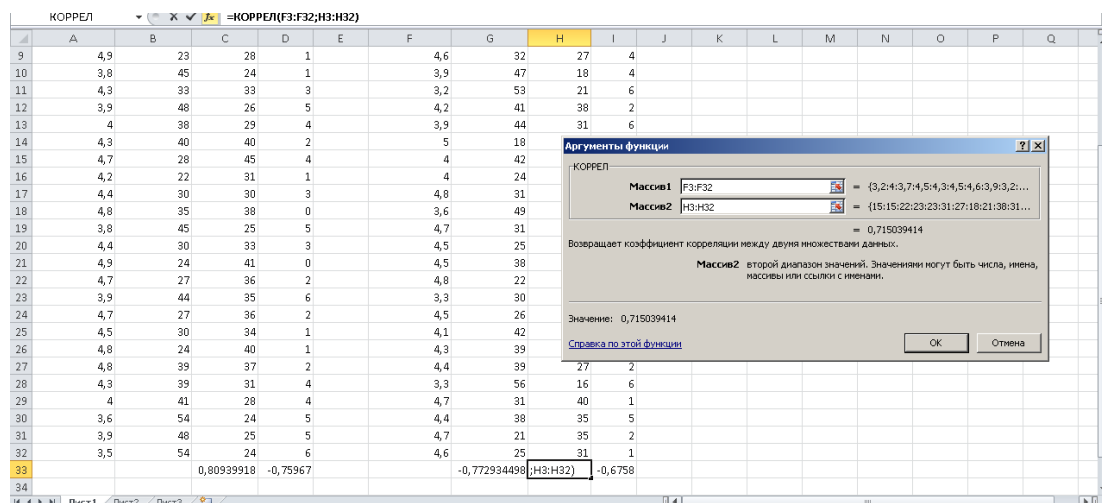 КОРРЕЛ =КОРРЕЛ(F3:F32;H3:H32)
A B C D E F G H I J K L M N O P Q
9 4,9 23 28 1 4,6 32 27 4
10 3,8 45 24 1 3,9 47 18 4
11 4,3 33 33 3 3,2 53 21 6
12 3,9 48 26 5 4,2 41 38 2
13 4 38 29 4 3,9 44 31 6
14 4,3 40 40 2 5 18
15 4,7 28 45 4 4 42
16 4,2 22 31 1 4 24
17 4,4 30 30 3 4,8 31
18 4,8 35 38 0 3,6 49
19 3,8 45 25 5 4,7 31
20 4,4 30 33 3 4,5 25
21 4,9 24 41 0 4,5 38
22 4,7 27 36 2 4,8 22
23 3,9 44 35 6 3,3 30
24 4,7 27 36 2 4,5 26
25 4,5 30 34 1 4,1 42
26 4,8 24 40 1 4,3 39
27 4,8 39 37 2 4,4 39 27 2
28 4,3 39 31 4 3,3 56 16 6
29 4 41 28 4 4,7 31 40 1
30 3,6 54 24 5 4,4 38 35 5
31 3,9 48 25 5 4,7 21 35 2
32 3,5 54 24 6 4,6 25 31 1
33 0,80939918 -0,75967 -0,772934498 ;H3:H32) -0,6758
34
Аргументы функции
КОРРЕЛ
Массив1 F3:F32 = {3,2:4:3,7:4,5:4,3:4,5:4,6:3,9:3,2:...
Массив2 H3:H32 = {15:15:22:23:23:31:27:18:21:38:31...
= 0,715039414
Возвращает коэффициент корреляции между двумя множествами данных.
Массив2 второй диапазон значений. Значениями могут быть числа, имена,
массивы или ссылки с именами.
Значение: 0,715039414
Справка по этой функции
ОК Отмена
Лист1 Лист2 Лист3